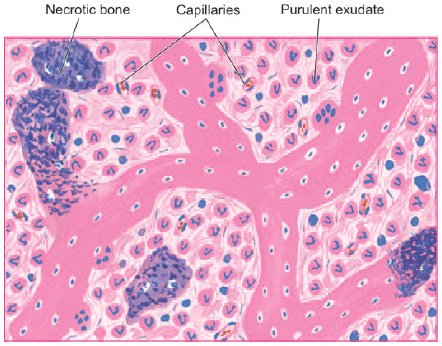 Necrotic bone
Capillaries
Purulent exudate